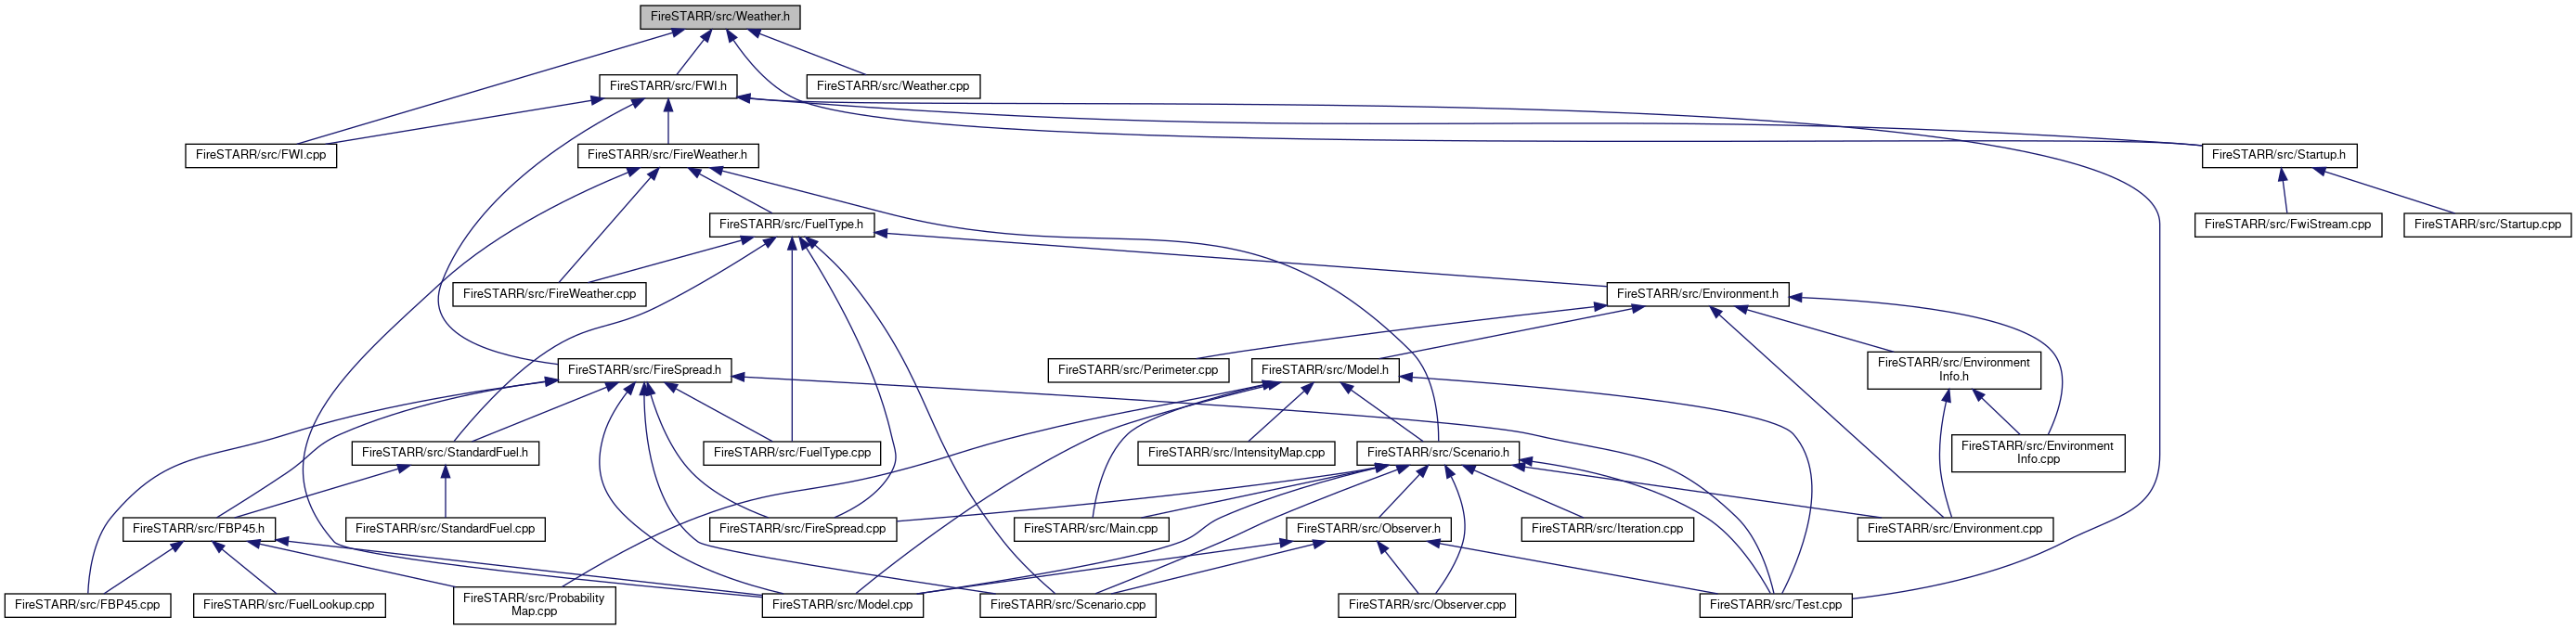 FireSTARR/src/Weather.h
FireSTARR/src/FWI.h
FireSTARR/src/Weather.cpp
FireSTARR/src/FWI.cpp
FireSTARR/src/FireWeather.h
FireSTARR/src/Startup.h
FireSTARR/src/FuelType.h
FireSTARR/src/FwiStream.cpp
FireSTARR/src/Startup.cpp
FireSTARR/src/FireWeather.cpp
FireSTARR/src/Environment.h
FireSTARR/src/FireSpread.h
FireSTARR/src/Perimeter.cpp
FireSTARR/src/Model.h
FireSTARR/src/Environment
Info.h
FireSTARR/src/StandardFuel.h
FireSTARR/src/FuelType.cpp
FireSTARR/src/IntensityMap.cpp
FireSTARR/src/Scenario.h
FireSTARR/src/Environment
Info.cpp
FireSTARR/src/FBP45.h
FireSTARR/src/StandardFuel.cpp
FireSTARR/src/FireSpread.cpp
FireSTARR/src/Main.cpp
FireSTARR/src/Observer.h
FireSTARR/src/Iteration.cpp
FireSTARR/src/Environment.cpp
FireSTARR/src/FBP45.cpp
FireSTARR/src/FuelLookup.cpp
FireSTARR/src/Probability
Map.cpp
FireSTARR/src/Model.cpp
FireSTARR/src/Scenario.cpp
FireSTARR/src/Observer.cpp
FireSTARR/src/Test.cpp